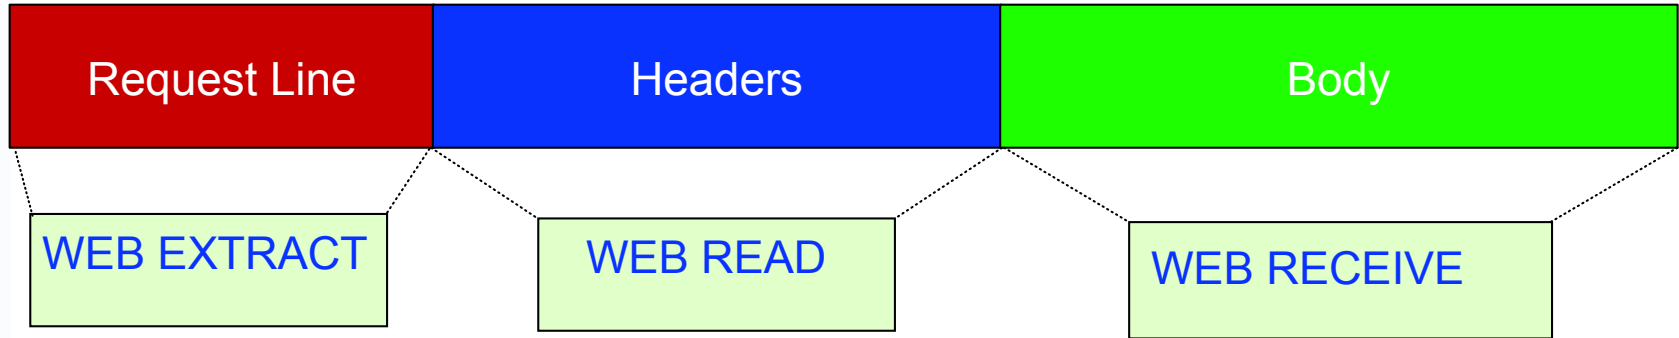 Request Line
Headers
Body
WEB EXTRACT
WEB READ
WEB RECEIVE